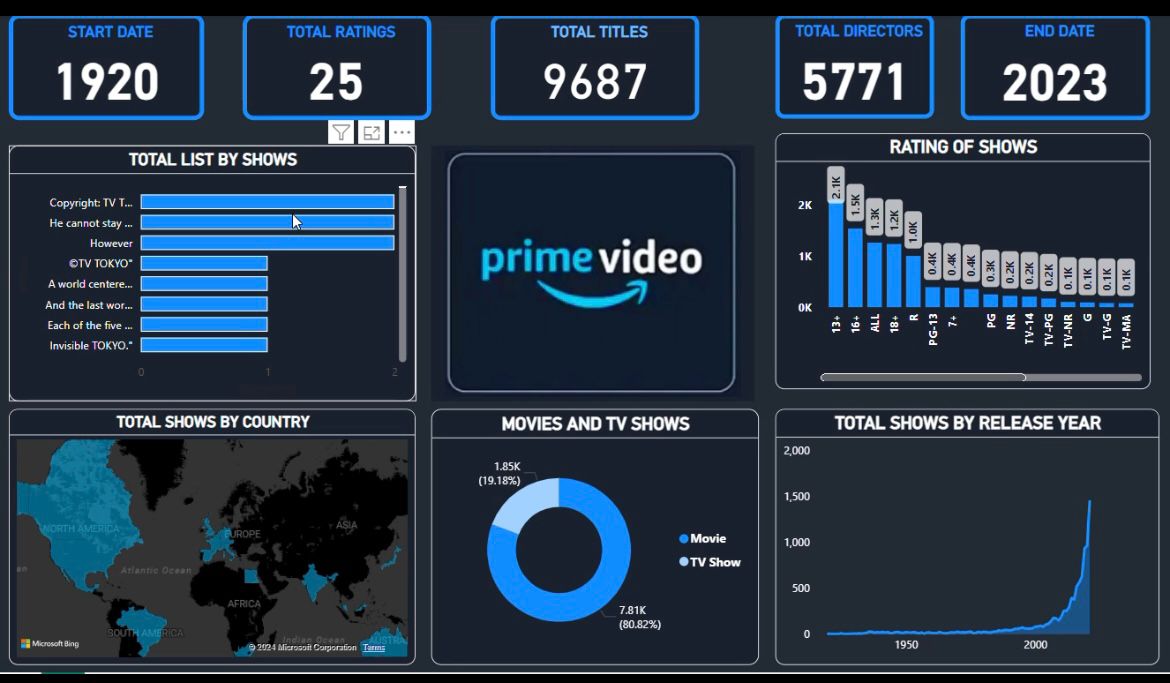 START DATE
1920
TOTAL RATINGS
25
TOTAL TITLES
9687
TOTAL DIRECTORS
5771
END DATE
2023
TOTAL LIST BY SHOWS
Copyright: TV T...
He cannot stay ...
However
©TV TOKYO"
A world centere...
And the last wor...
Each of the five ...
Invisible TOKYO."
0 1 2
prime video
RATING OF SHOWS
2K
1K
0K
2.1K 1.5K 1.3K 1.2K 1.0K 0.4K 0.4K 0.4K 0.3K 0.2K 0.2K 0.2K 0.1K 0.1K 0.1K 0.1K
13+ 16+ ALL 18+ R PG-13 7+ PG NR TV-14 TV-PG TV-NR G TV-G TV-MA
TOTAL SHOWS BY COUNTRY
NORTH AMERICA
EUROPE
ASIA
Atlantic Ocean
AFRICA
SOUTH AMERICA
Indian Ocean
AUSTRA
Microsoft Bing
© 2024 Microsoft Corporation Terms
MOVIES AND TV SHOWS
1.85K
(19.18%)
Movie
TV Show
7.81K
(80.82%)
TOTAL SHOWS BY RELEASE YEAR
2,000
1,500
1,000
500
0
1950 2000